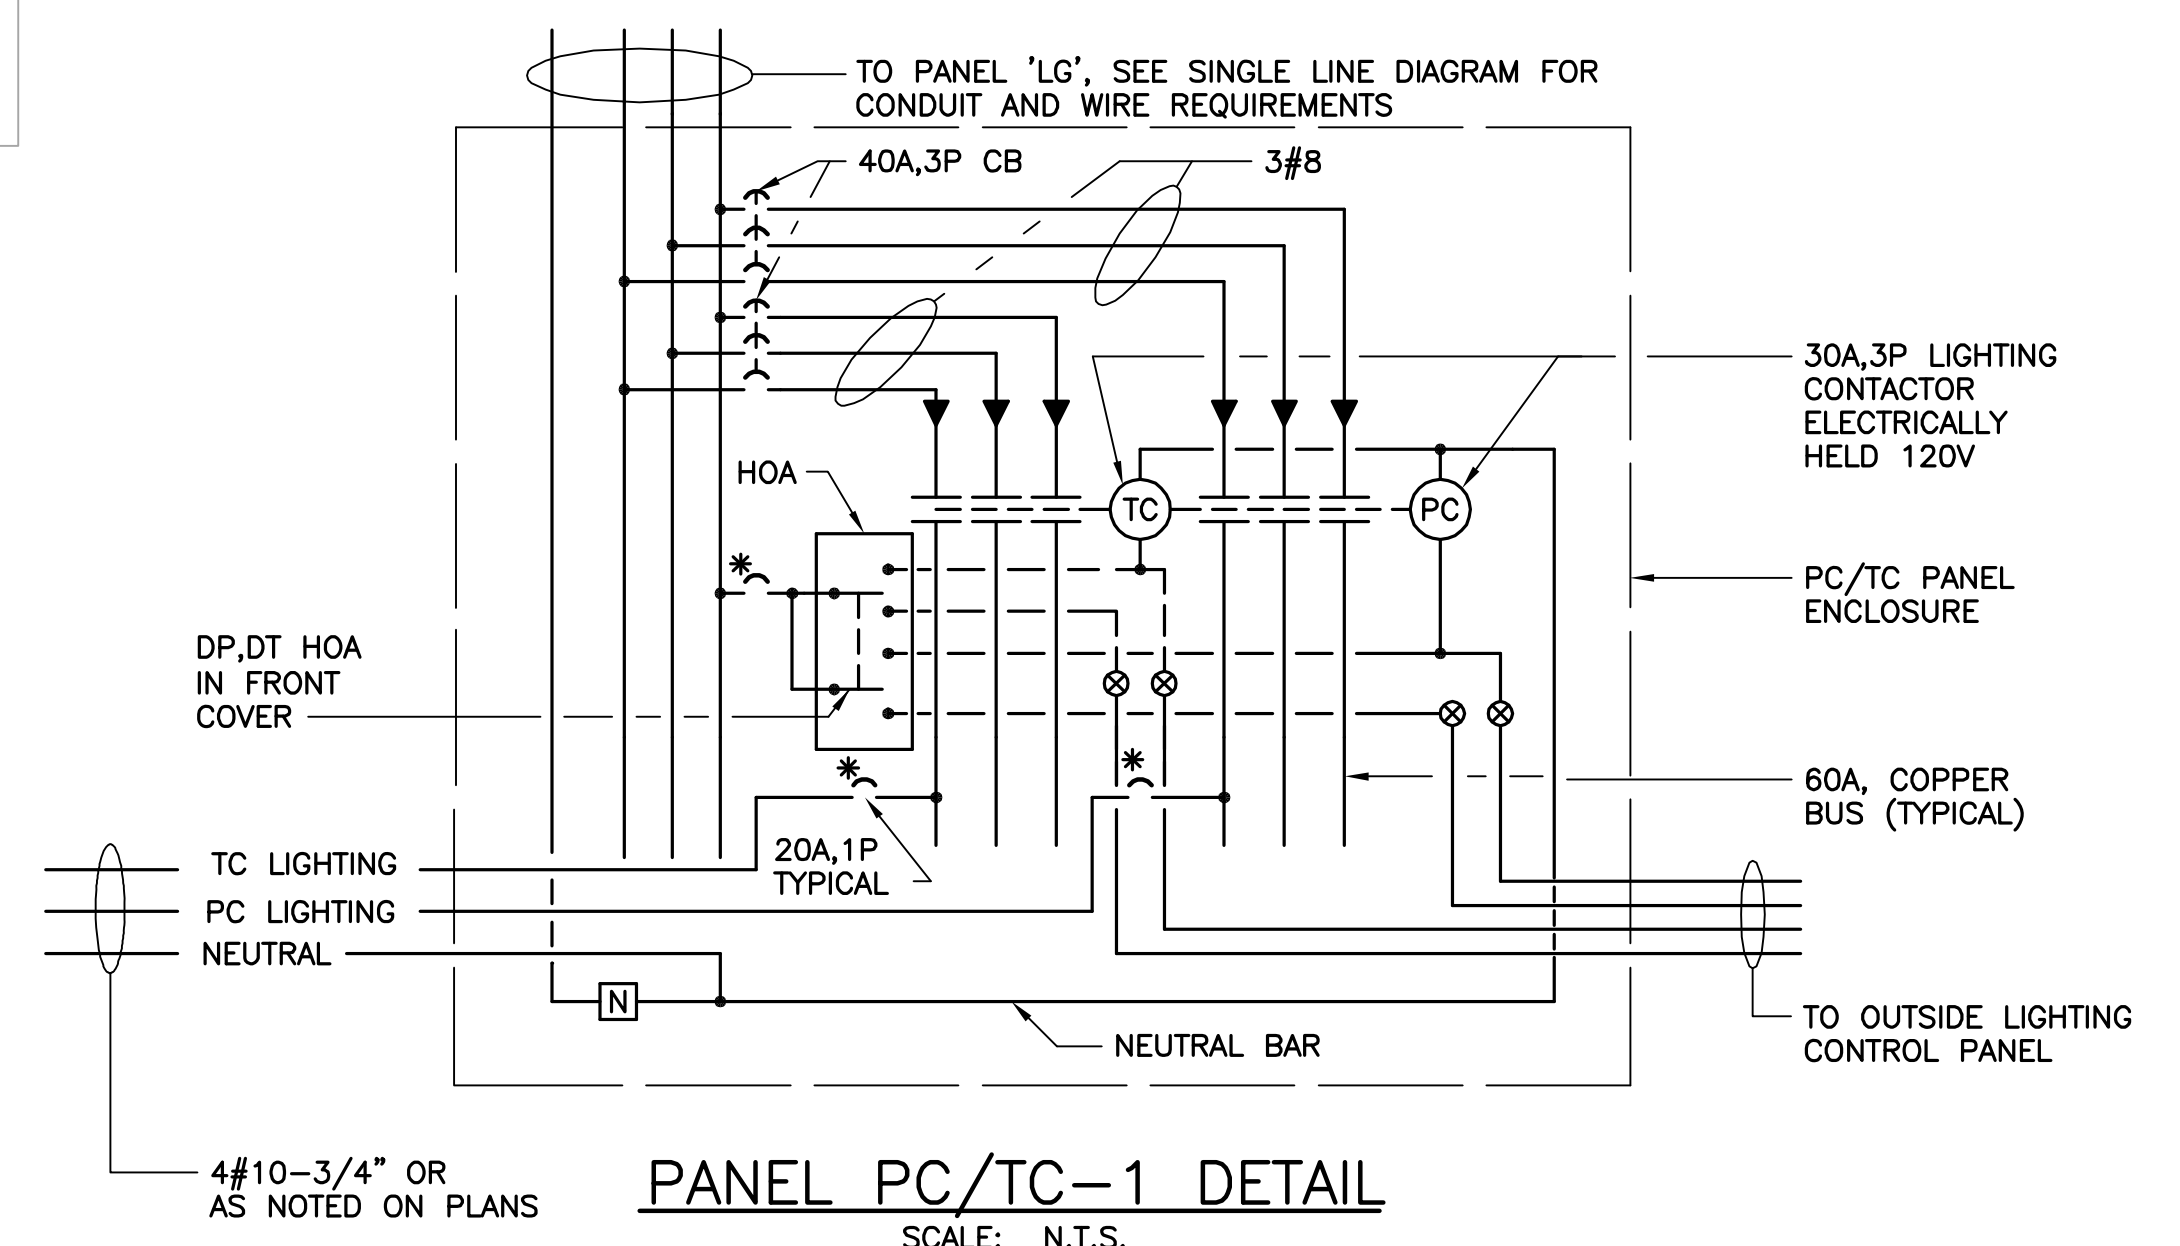 TO PANEL 'LG', SEE SINGLE LINE DIAGRAM FOR
CONDUIT AND WIRE REQUIREMENTS
40A,3P CB
3#8
30A,3P LIGHTING
CONTACTOR
ELECTRICALLY
HELD 120V
HOA
TC
PC
*
PC/TC PANEL
ENCLOSURE
DP,DT HOA
IN FRONT
COVER
*
*
60A, COPPER
BUS (TYPICAL)
20A,1P
TYPICAL
TC LIGHTING
PC LIGHTING
NEUTRAL
N
NEUTRAL BAR
TO OUTSIDE LIGHTING
CONTROL PANEL
4#10-3/4" OR
AS NOTED ON PLANS
PANEL PC/TC-1 DETAIL
SCALE: N.T.S.